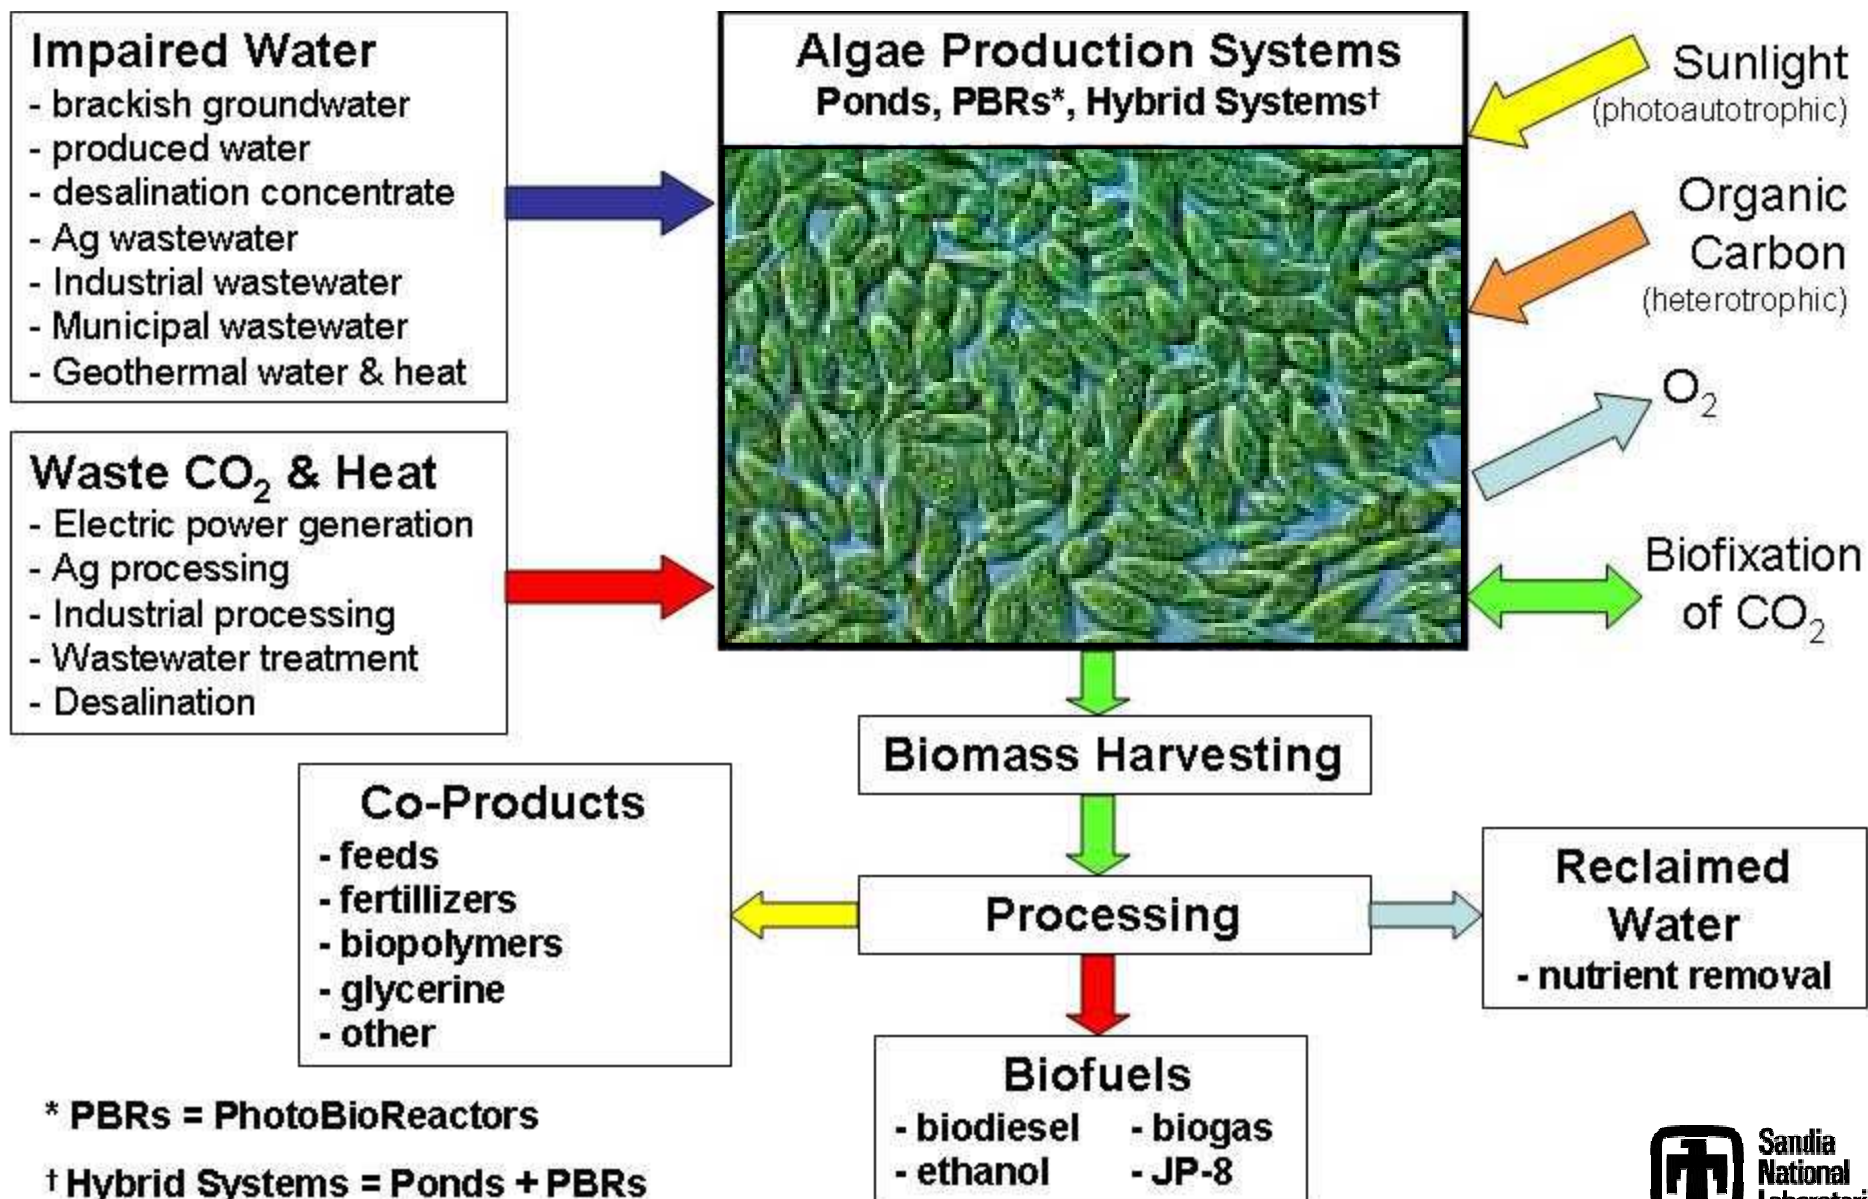 Impaired Water
- brackish groundwater
- produced water
- desalination concentrate
- Ag wastewater
- Industrial wastewater
- Municipal wastewater
- Geothermal water & heat
Waste CO₂ & Heat
- Electric power generation
- Ag processing
- Industrial processing
- Wastewater treatment
- Desalination
Algae Production Systems
Ponds, PBRs*, Hybrid Systems†
Sunlight
(photoautotrophic)
Organic
Carbon
(heterotrophic)
O₂
Biofixation
of CO₂
Biomass Harvesting
Processing
Co-Products
- feeds
- fertillizers
- biopolymers
- glycerine
- other
Reclaimed
Water
- nutrient removal
Biofuels
- biodiesel - biogas
- ethanol - JP-8
* PBRs = PhotoBioReactors
† Hybrid Systems = Ponds + PBRs
Sandia
National